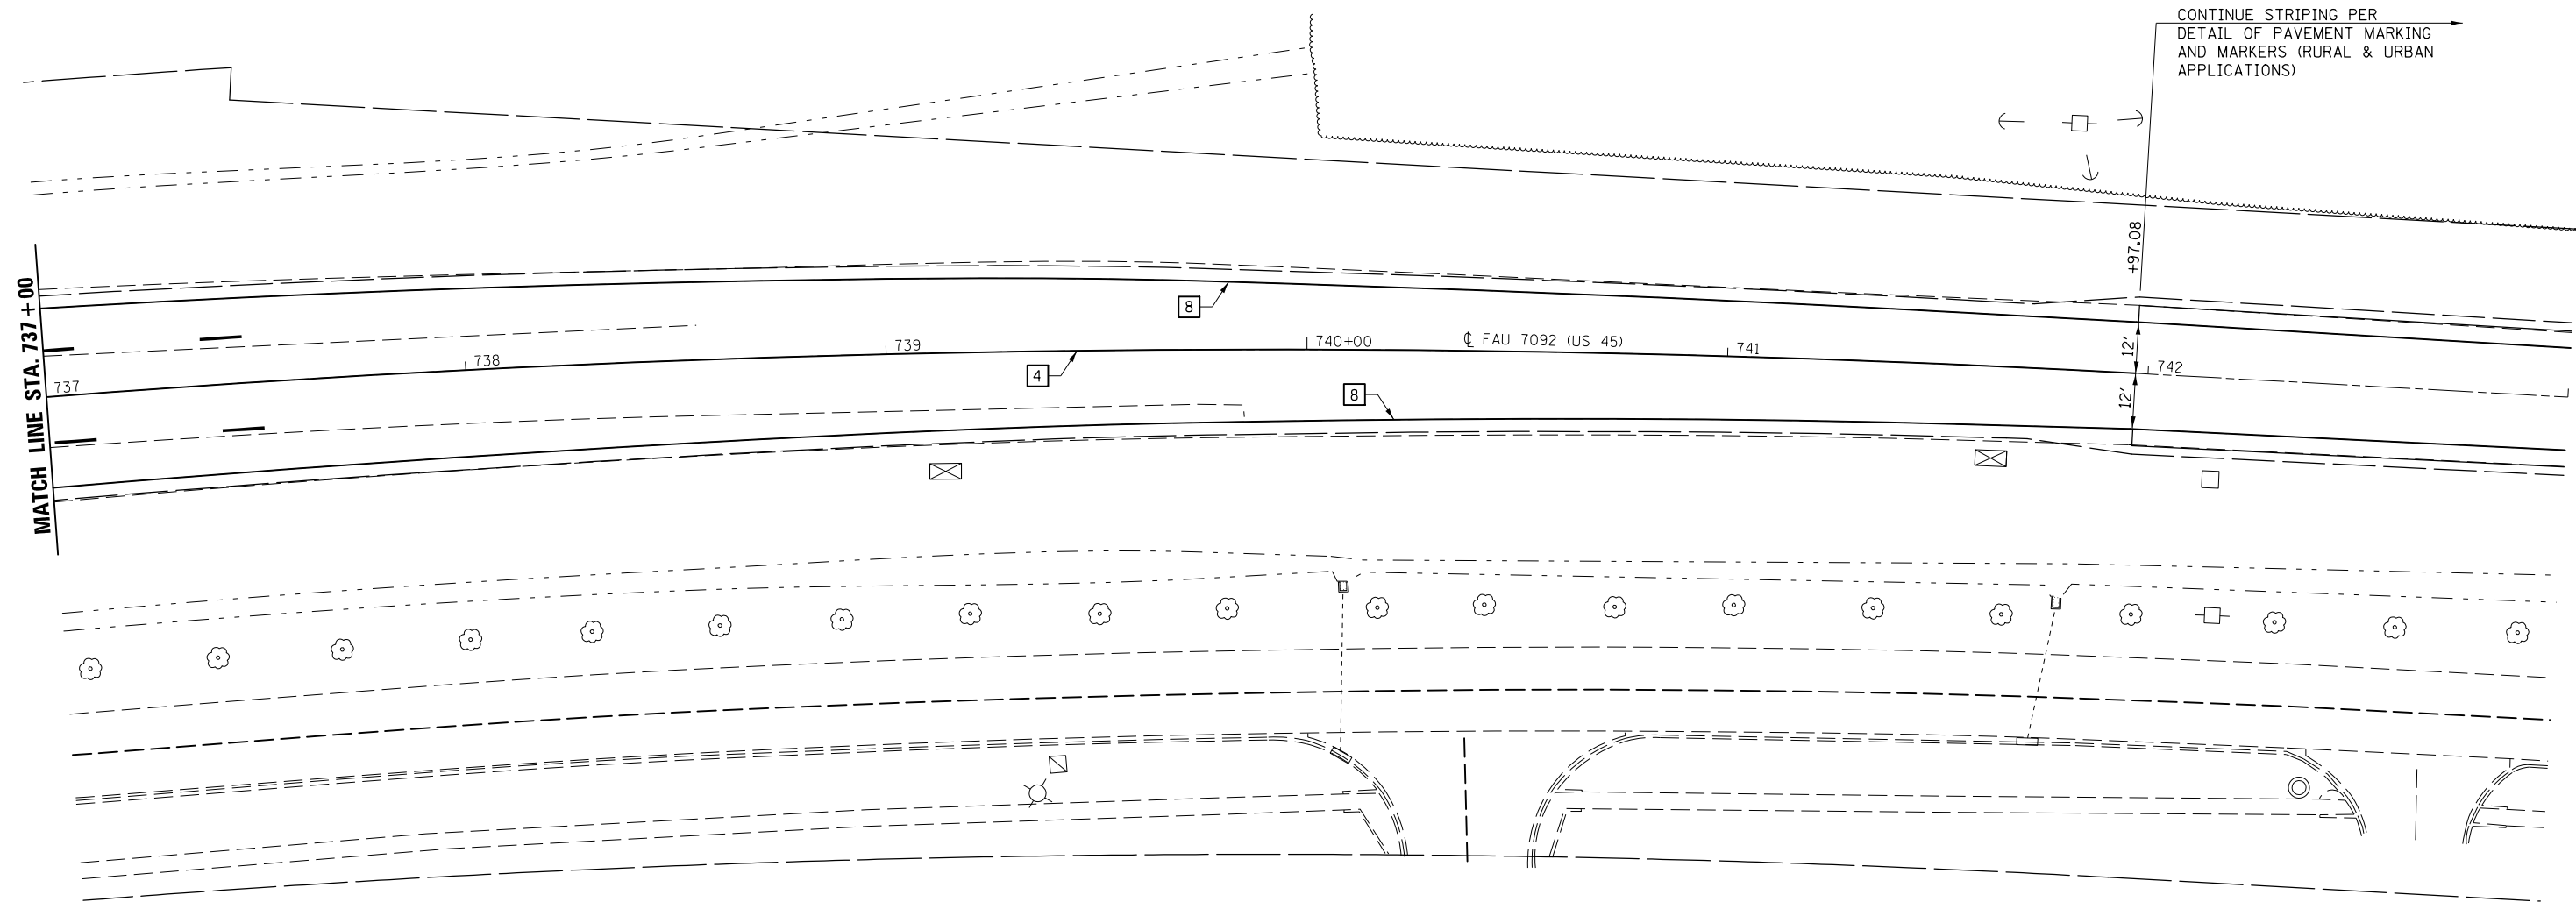 CONTINUE STRIPING PER
DETAIL OF PAVEMENT MARKING
AND MARKERS (RURAL & URBAN
APPLICATIONS)
+97.08
MATCH LINE STA. 737+00
8
737
738
739
4
740+00
℄ FAU 7092 (US 45)
741
12'
742
8
12'